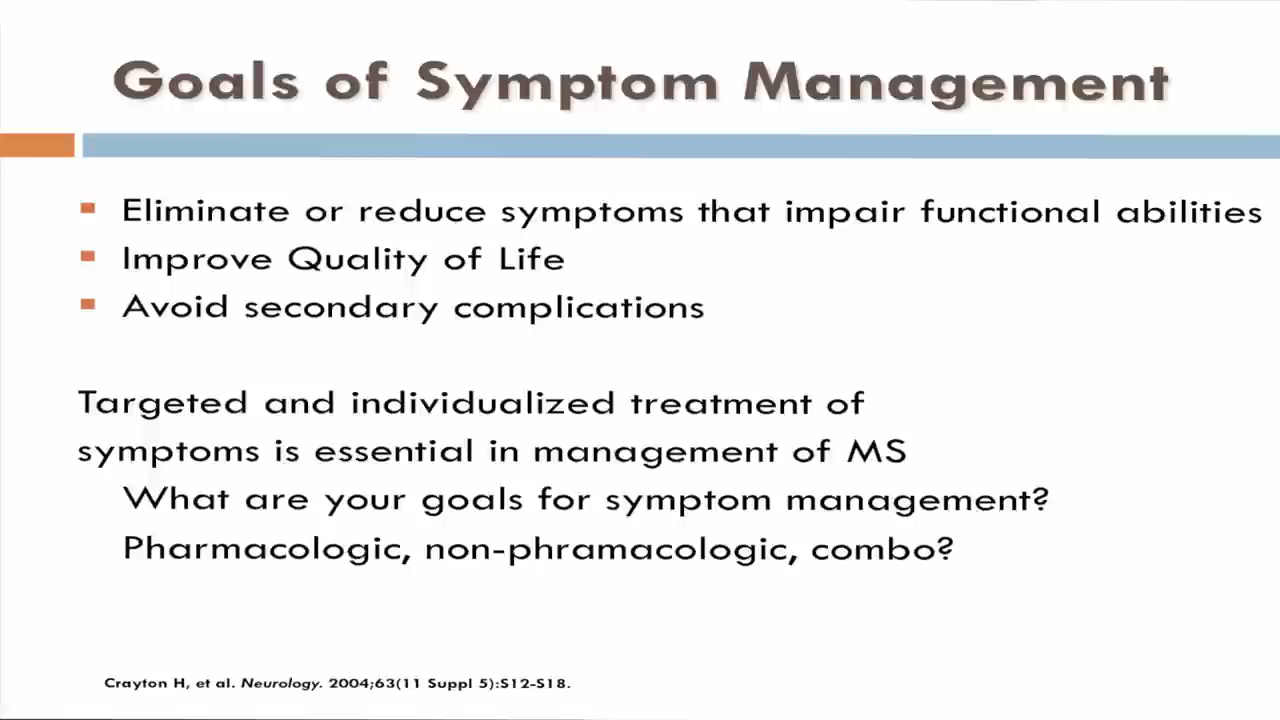 Goals of Symptom Management
▪ Eliminate or reduce symptoms that impair functional abilities
▪ Improve Quality of Life
▪ Avoid secondary complications
Targeted and individualized treatment of
symptoms is essential in management of MS
What are your goals for symptom management?
Pharmacologic, non-phramacologic, combo?
Crayton H, et al. Neurology. 2004;63(11 Suppl 5):S12-S18.